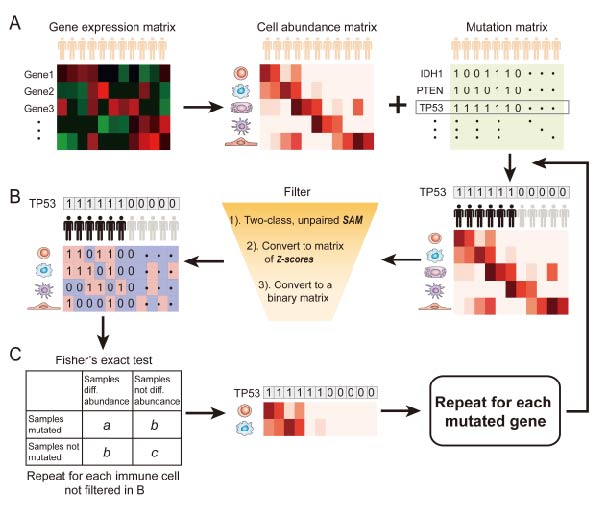 A
Gene expression matrix
Cell abundance matrix
Mutation matrix
Gene1
Gene2
Gene3
IDH1 1 0 0 1 1 1 0 • • •
PTEN 1 0 1 0 1 1 0 • • •
TP53 1 1 1 1 1 1 0 • • •
+
B
TP53 1 1 1 1 1 1 0 0 0 0 0
Filter
1). Two-class, unpaired SAM
2). Convert to matrix
of Z-scores
3). Convert to a
binary matrix
TP53 1 1 1 1 1 1 0 0 0 0 0
1 1 0 1 1 0 0 • • •
1 1 1 0 1 0 0 • • •
0 0 1 1 0 1 0 • • •
1 0 0 0 1 0 0 • • •
C
Fisher's exact test
Samples diff. abundance
Samples not diff. abuncance
Samples mutated a b
Samples not mutated b c
Repeat for each immune cell
not filtered in B
TP53 1 1 1 1 1 1 0 0 0 0 0
Repeat for each
mutated gene